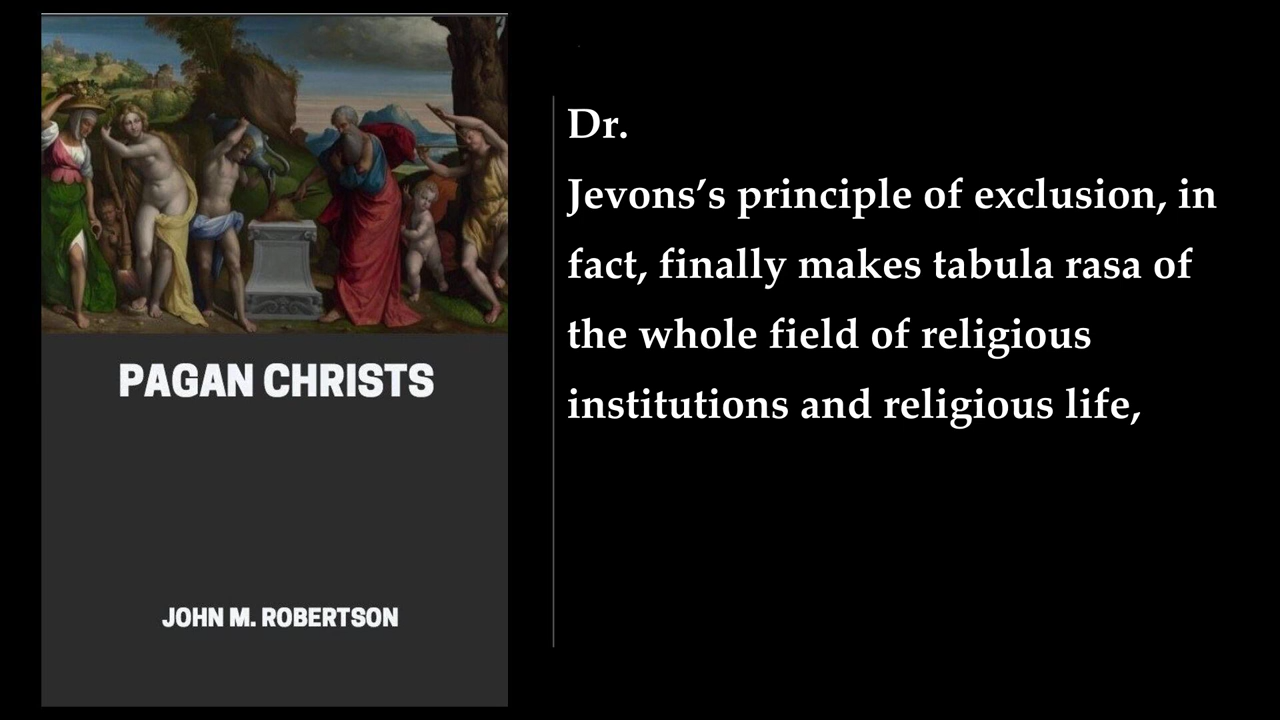 PAGAN CHRISTS
JOHN M. ROBERTSON
Dr.
Jevons’s principle of exclusion, in
fact, finally makes tabula rasa of
the whole field of religious
institutions and religious life,